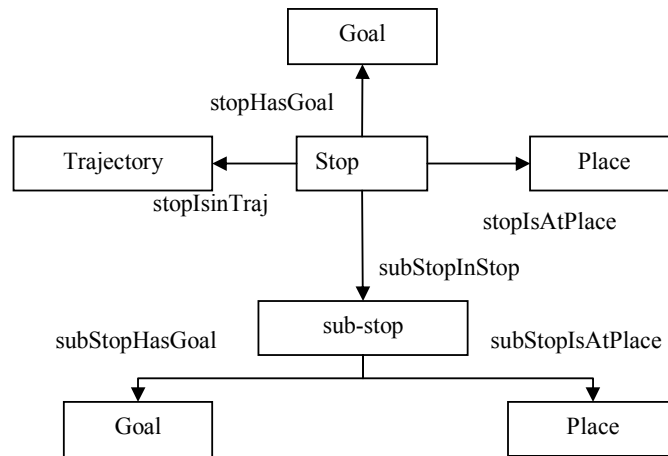 Goal
stopHasGoal
Trajectory
Stop
Place
stopIsinTraj
stopIsAtPlace
subStopInStop
sub-stop
subStopHasGoal
subStopIsAtPlace
Goal
Place